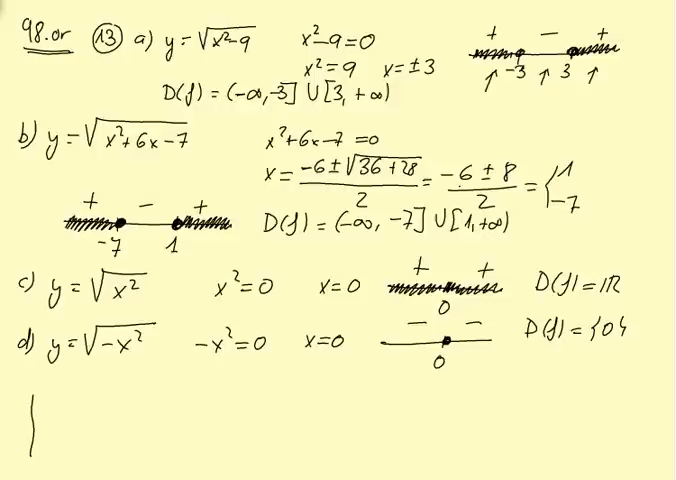 98.or ⑬ a) y = √(x²-9) x²-9=0 + - +
x²=9 x=±3 -3 3
D(f) = (-∞,-3] ∪ [3,+∞)
b) y = √(x²+6x-7) x²+6x-7=0
x = (-6±√(36+28))/2 = (-6±8)/2 = { 1 -7
+ - +
-7 1 D(f) = (-∞, -7] ∪ [1,+∞)
c) y = √(x²) x²=0 x=0 + + 0 D(f)=ℝ
d) y = √(-x²) -x²=0 x=0 - - 0 D(f)={0}